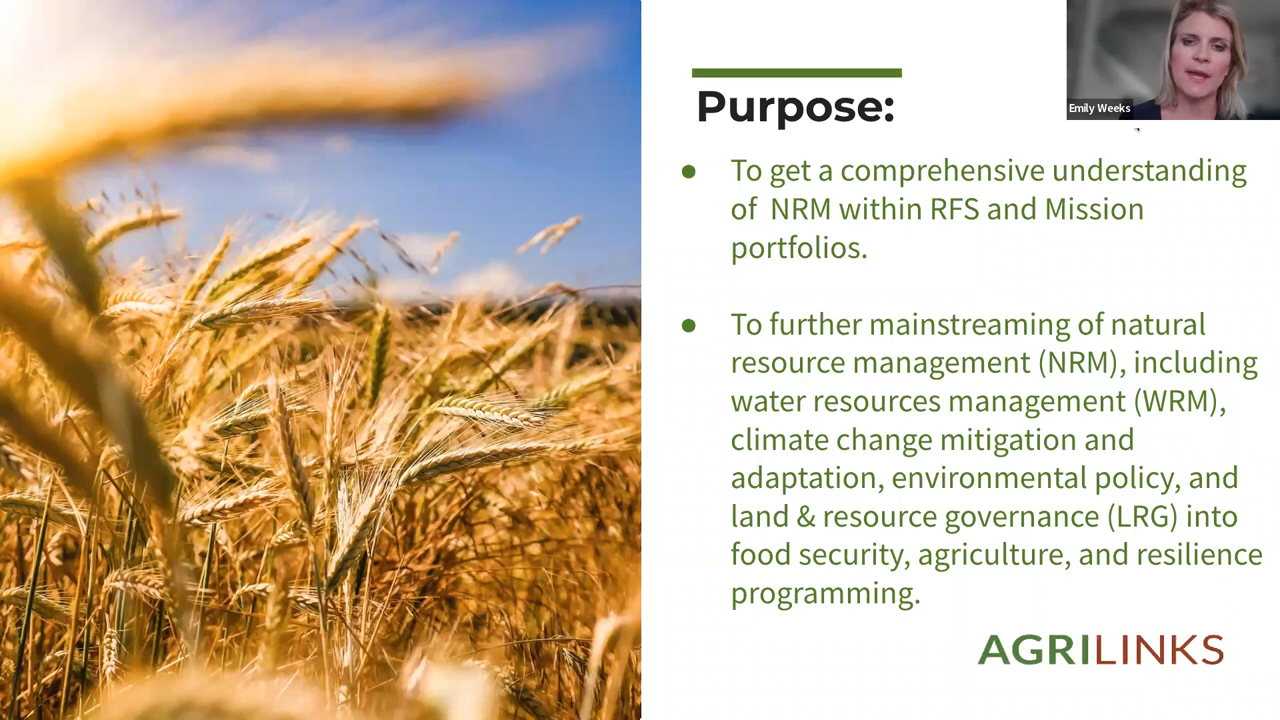 Emily Weeks
Purpose:
● To get a comprehensive understanding
of NRM within RFS and Mission
portfolios.
● To further mainstreaming of natural
resource management (NRM), including
water resources management (WRM),
climate change mitigation and
adaptation, environmental policy, and
land & resource governance (LRG) into
food security, agriculture, and resilience
programming.
AGRILINKS